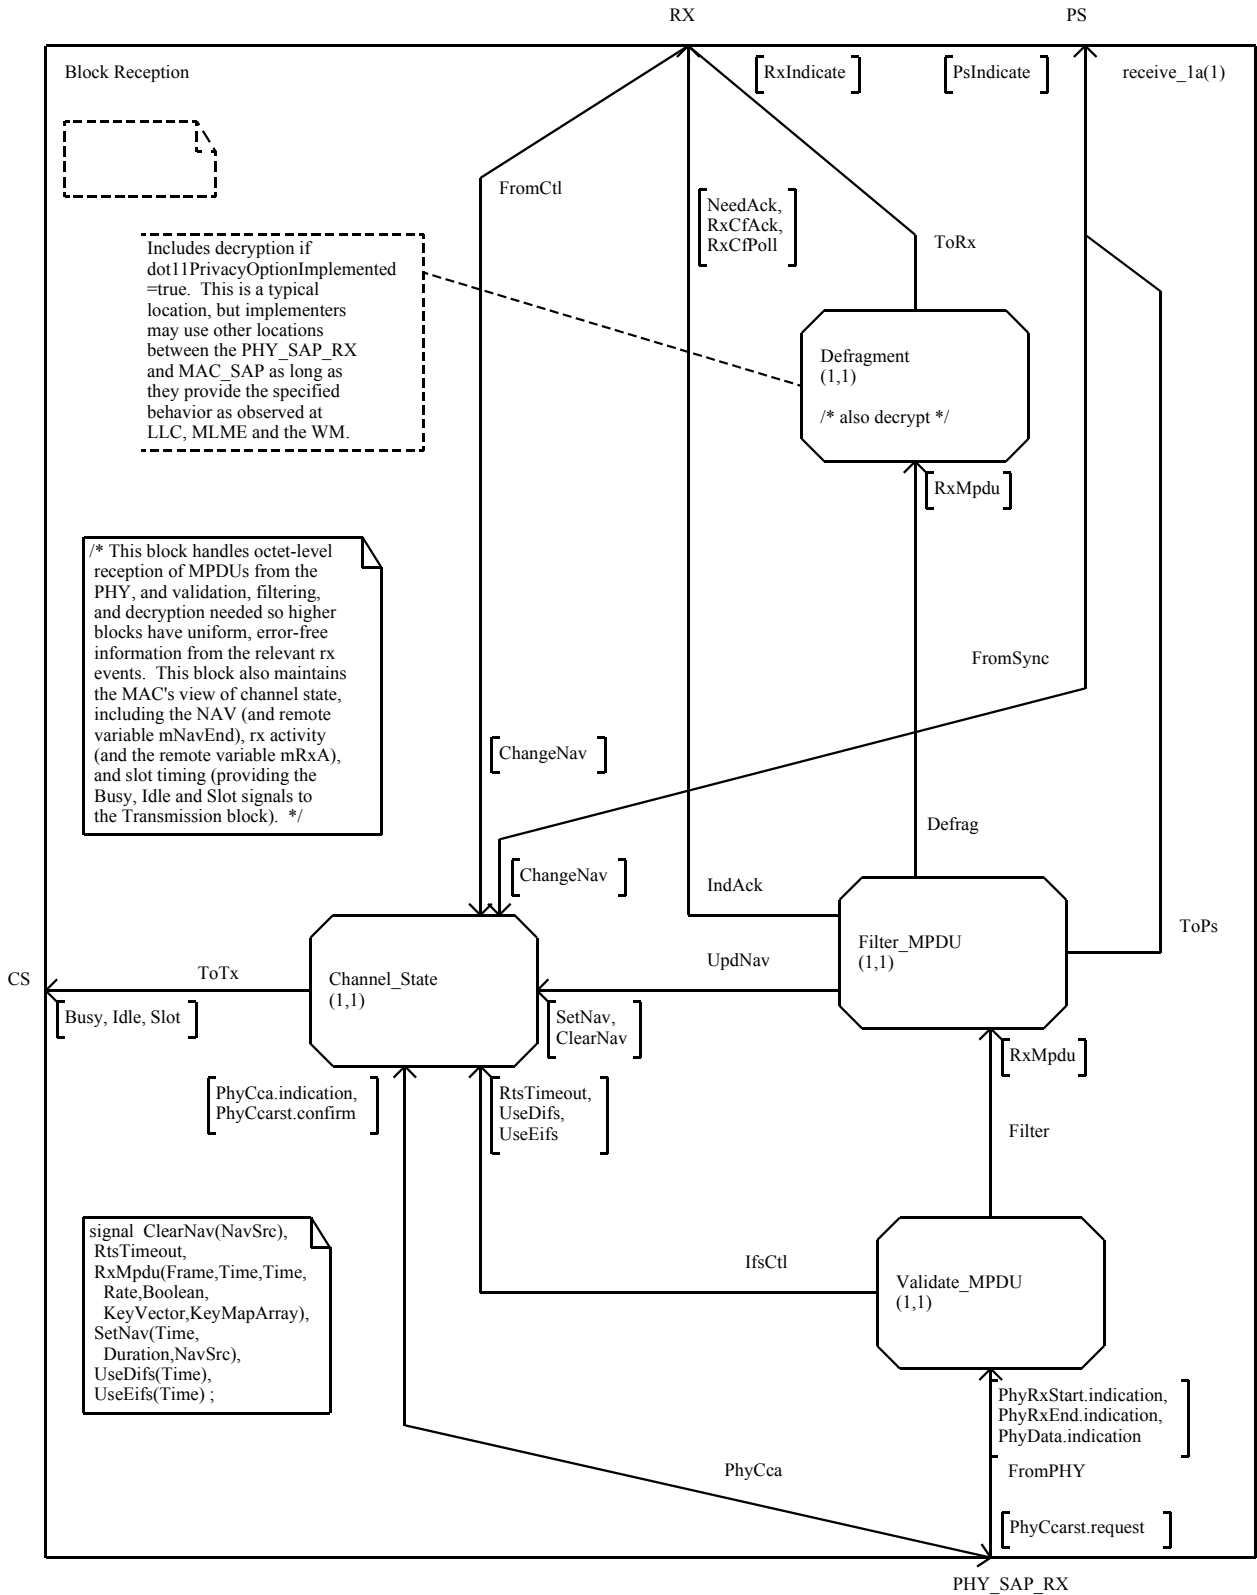 RX
PS
Block Reception
RxIndicate
PsIndicate
receive_1a(1)
FromCtl
NeedAck,
RxCfAck,
RxCfPoll
ToRx
Includes decryption if
dot11PrivacyOptionImplemented
=true.  This is a typical
location, but implementers
may use other locations
between the PHY_SAP_RX
and MAC_SAP as long as
they provide the specified
behavior as observed at
LLC, MLME and the WM.
Defragment
(1,1)
/* also decrypt */
RxMpdu
/* This block handles octet-level
reception of MPDUs from the
PHY, and validation, filtering,
and decryption needed so higher
blocks have uniform, error-free
information from the relevant rx
events.  This block also maintains
the MAC's view of channel state,
including the NAV (and remote
variable mNavEnd), rx activity
(and the remote variable mRxA),
and slot timing (providing the
Busy, Idle and Slot signals to
the Transmission block).  */
FromSync
ChangeNav
Defrag
ChangeNav
IndAck
ToPs
Filter_MPDU
(1,1)
UpdNav
CS
ToTx
Channel_State
(1,1)
Busy, Idle, Slot
SetNav,
ClearNav
RxMpdu
PhyCca.indication,
PhyCcarst.confirm
RtsTimeout,
UseDifs,
UseEifs
Filter
signal  ClearNav(NavSrc),
RtsTimeout,
RxMpdu(Frame,Time,Time,
Rate,Boolean,
KeyVector,KeyMapArray),
SetNav(Time,
Duration,NavSrc),
UseDifs(Time),
UseEifs(Time) ;
IfsCtl
Validate_MPDU
(1,1)
PhyRxStart.indication,
PhyRxEnd.indication,
PhyData.indication
PhyCca
FromPHY
PhyCcarst.request
PHY_SAP_RX